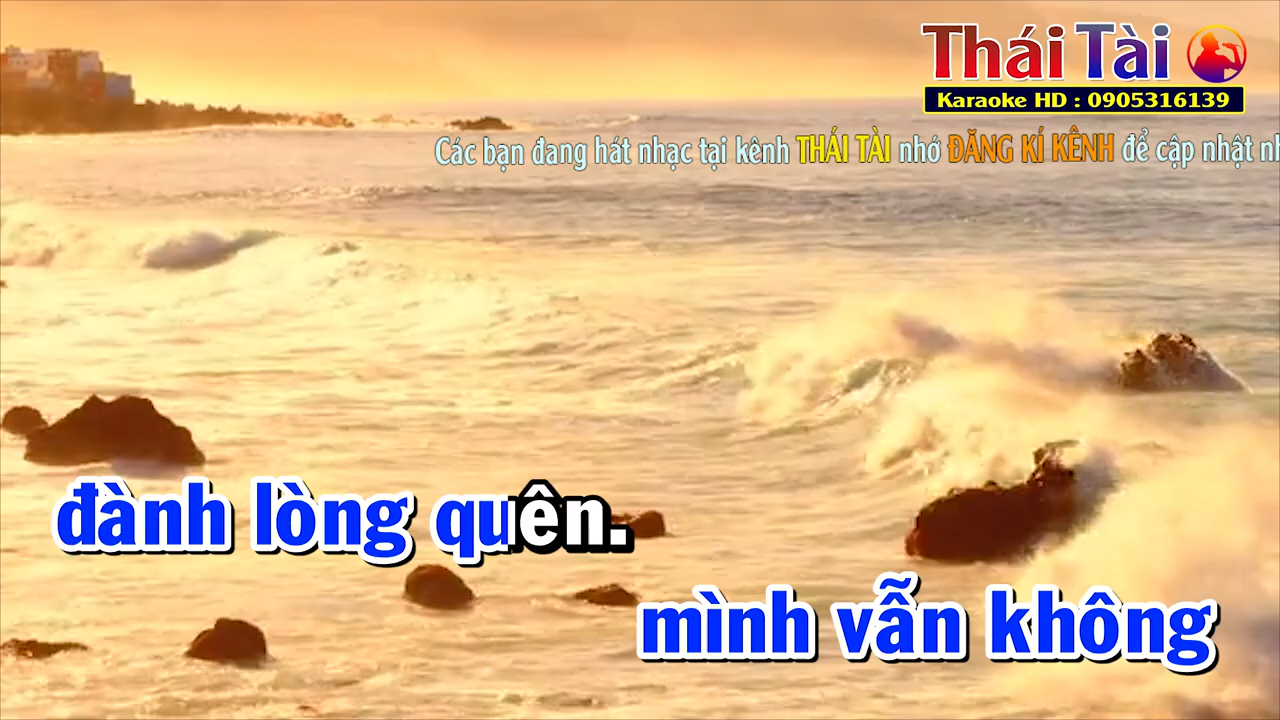 Thái Tài
Karaoke HD : 0905316139
Các bạn đang hát nhạc tại kênh THÁI TÀI nhớ ĐĂNG KÍ KÊNH để cập nhật
đành lòng quên.
mình vẫn không